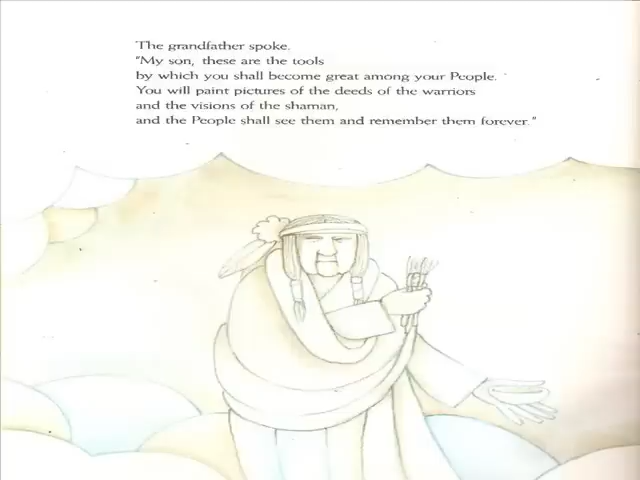 The grandfather spoke.
"My son, these are the tools
by which you shall become great among your People.
You will paint pictures of the deeds of the warriors
and the visions of the shaman,
and the People shall see them and remember them forever."